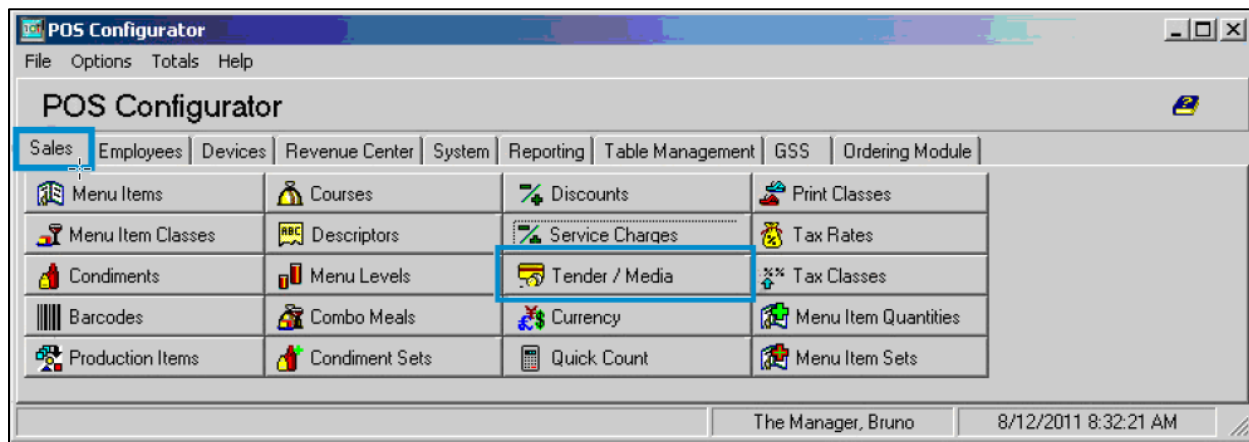 POS Configurator
File Options Totals Help
POS Configurator
Sales Employees Devices Revenue Center System Reporting Table Management GSS Ordering Module
Menu Items Courses Discounts Print Classes
Menu Item Classes ABC Descriptors Service Charges Tax Rates
Condiments Menu Levels Tender / Media Tax Classes
Barcodes Combo Meals Currency Menu Item Quantities
Production Items Condiment Sets Quick Count Menu Item Sets
The Manager, Bruno 8/12/2011 8:32:21 AM